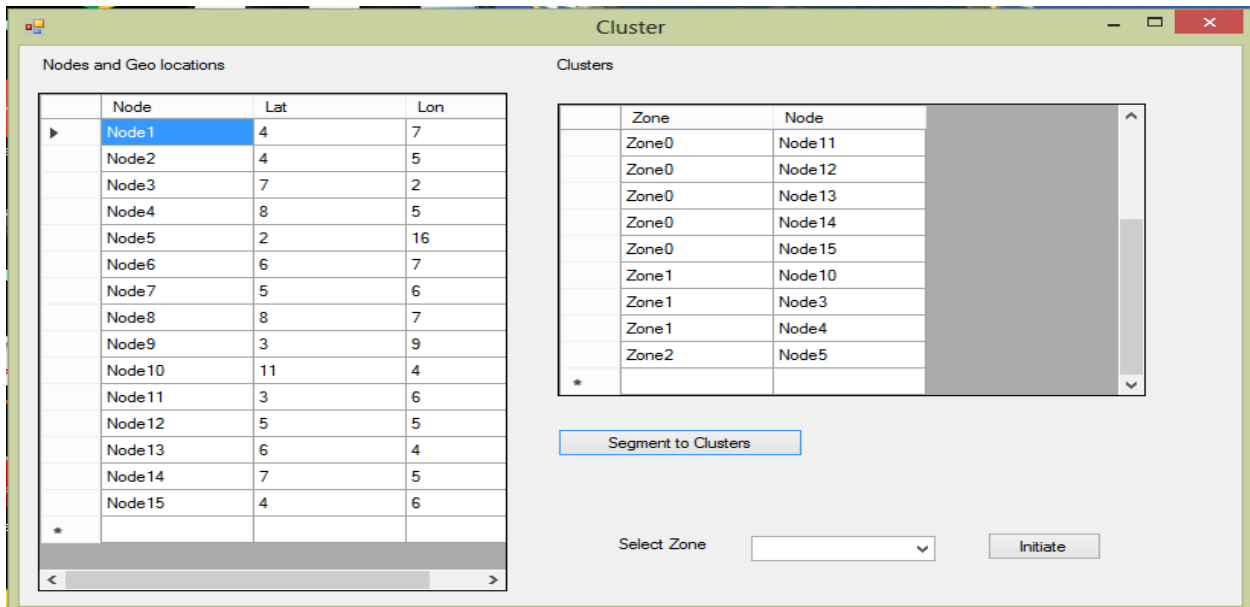 Cluster
Nodes and Geo locations
Node Lat Lon
Node1 4 7
Node2 4 5
Node3 7 2
Node4 8 5
Node5 2 16
Node6 6 7
Node7 5 6
Node8 8 7
Node9 3 9
Node10 11 4
Node11 3 6
Node12 5 5
Node13 6 4
Node14 7 5
Node15 4 6
Clusters
Zone Node
Zone0 Node11
Zone0 Node12
Zone0 Node13
Zone0 Node14
Zone0 Node15
Zone1 Node10
Zone1 Node3
Zone1 Node4
Zone2 Node5
Segment to Clusters
Select Zone
Initiate